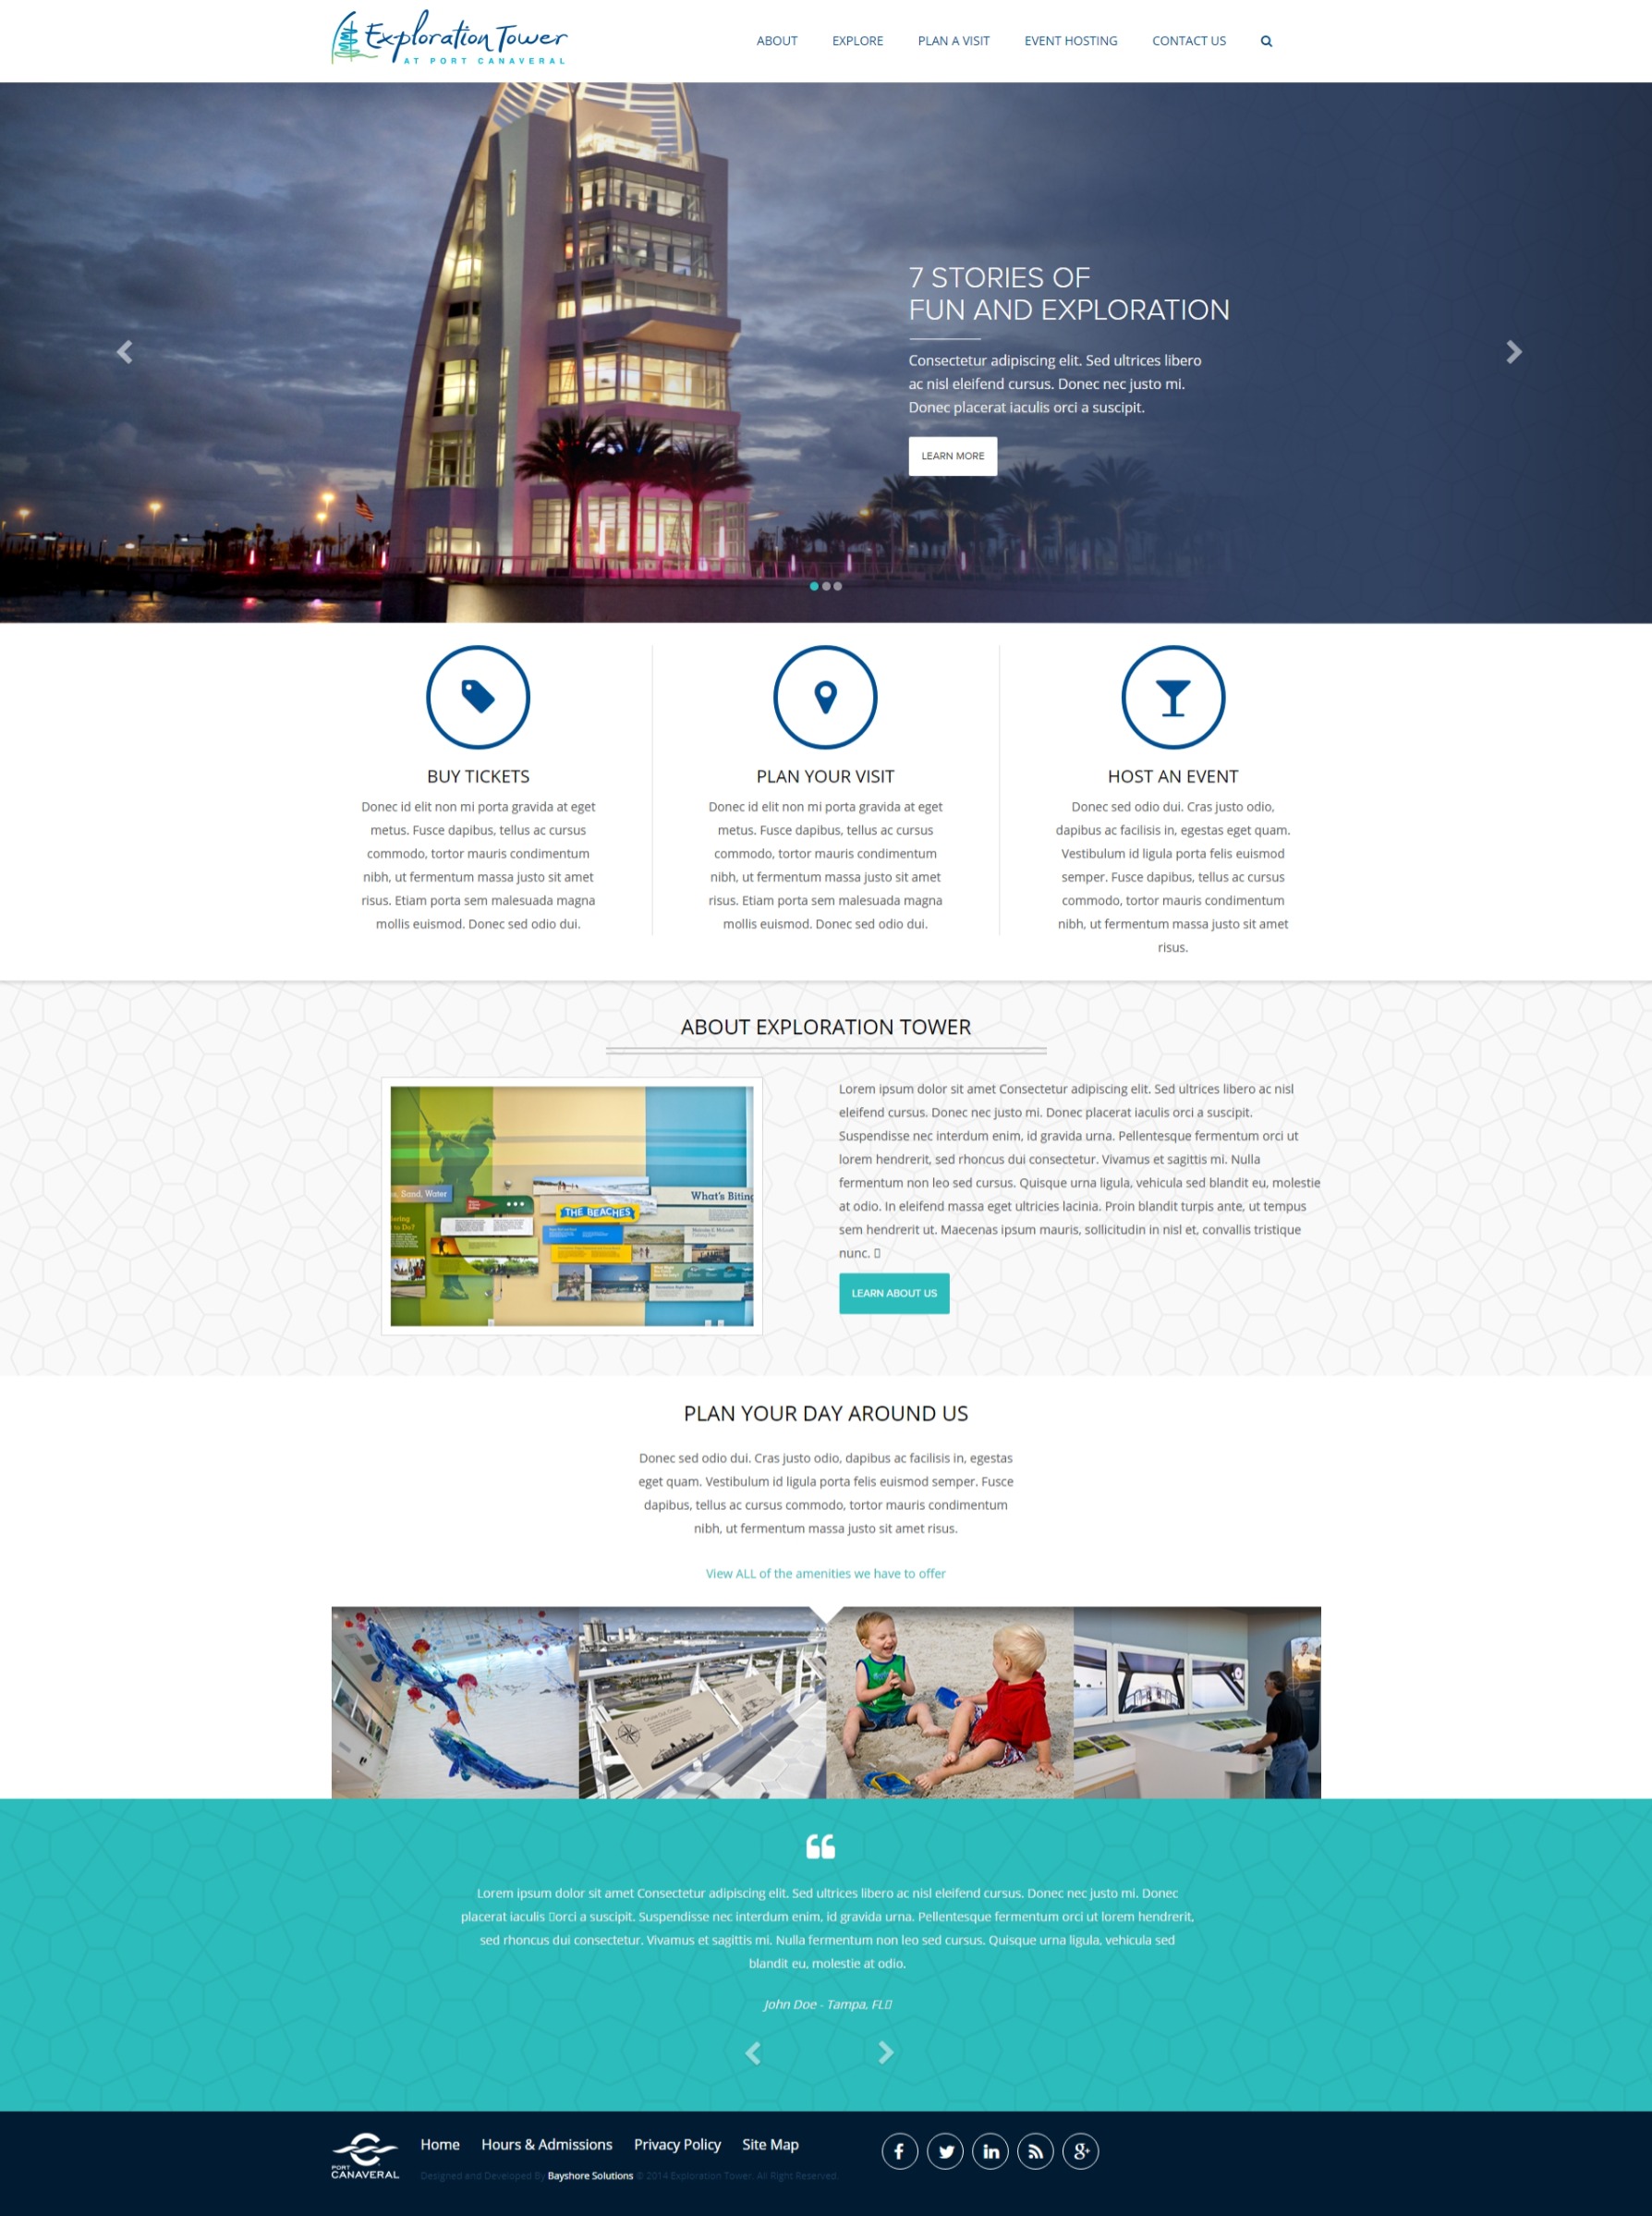 Exploration Tower
AT PORT CANAVERAL
ABOUT EXPLORE PLAN A VISIT EVENT HOSTING CONTACT US
7 STORIES OF
FUN AND EXPLORATION
Consectetur adipiscing elit. Sed ultrices libero
ac nisl eleifend cursus. Donec nec justo mi.
Donec placerat iaculis orci a suscipit.
LEARN MORE
BUY TICKETS
Donec id elit non mi porta gravida at eget
metus. Fusce dapibus, tellus ac cursus
commodo, tortor mauris condimentum
nibh, ut fermentum massa justo sit amet
risus. Etiam porta sem malesuada magna
mollis euismod. Donec sed odio dui.
PLAN YOUR VISIT
Donec id elit non mi porta gravida at eget
metus. Fusce dapibus, tellus ac cursus
commodo, tortor mauris condimentum
nibh, ut fermentum massa justo sit amet
risus. Etiam porta sem malesuada magna
mollis euismod. Donec sed odio dui.
HOST AN EVENT
Donec sed odio dui. Cras justo odio,
dapibus ac facilisis in, egestas eget quam.
Vestibulum id ligula porta felis euismod
semper. Fusce dapibus, tellus ac cursus
commodo, tortor mauris condimentum
nibh, ut fermentum massa justo sit amet
risus.
ABOUT EXPLORATION TOWER
Sand, Water
What's Biting
THE BEACHES
Lorem ipsum dolor sit amet Consectetur adipiscing elit. Sed ultrices libero ac nisl
eleifend cursus. Donec nec justo mi. Donec placerat iaculis orci a suscipit.
Suspendisse nec interdum enim, id gravida urna. Pellentesque fermentum orci ut
lorem hendrerit, sed rhoncus dui consectetur. Vivamus et sagittis mi. Nulla
fermentum non leo sed cursus. Quisque urna ligula, vehicula sed blandit eu, molestie
at odio. In eleifend massa eget ultricies lacinia. Proin blandit turpis ante, ut tempus
sem hendrerit ut. Maecenas ipsum mauris, sollicitudin in nisl et, convallis tristique
nunc.
LEARN ABOUT US
PLAN YOUR DAY AROUND US
Donec sed odio dui. Cras justo odio, dapibus ac facilisis in, egestas
eget quam. Vestibulum id ligula porta felis euismod semper. Fusce
dapibus, tellus ac cursus commodo, tortor mauris condimentum
nibh, ut fermentum massa justo sit amet risus.
View ALL of the amenities we have to offer
Lorem ipsum dolor sit amet Consectetur adipiscing elit. Sed ultrices libero ac nisl eleifend cursus. Donec nec justo mi. Donec
placerat iaculis orci a suscipit. Suspendisse nec interdum enim, id gravida urna. Pellentesque fermentum orci ut lorem hendrerit,
sed rhoncus dui consectetur. Vivamus et sagittis mi. Nulla fermentum non leo sed cursus. Quisque urna ligula, vehicula sed
blandit eu, molestie at odio.
John Doe - Tampa, FL
PORT
CANAVERAL
Home Hours & Admissions Privacy Policy Site Map
Designed and Developed By Bayshore Solutions © 2014 Exploration Tower. All Right Reserved.